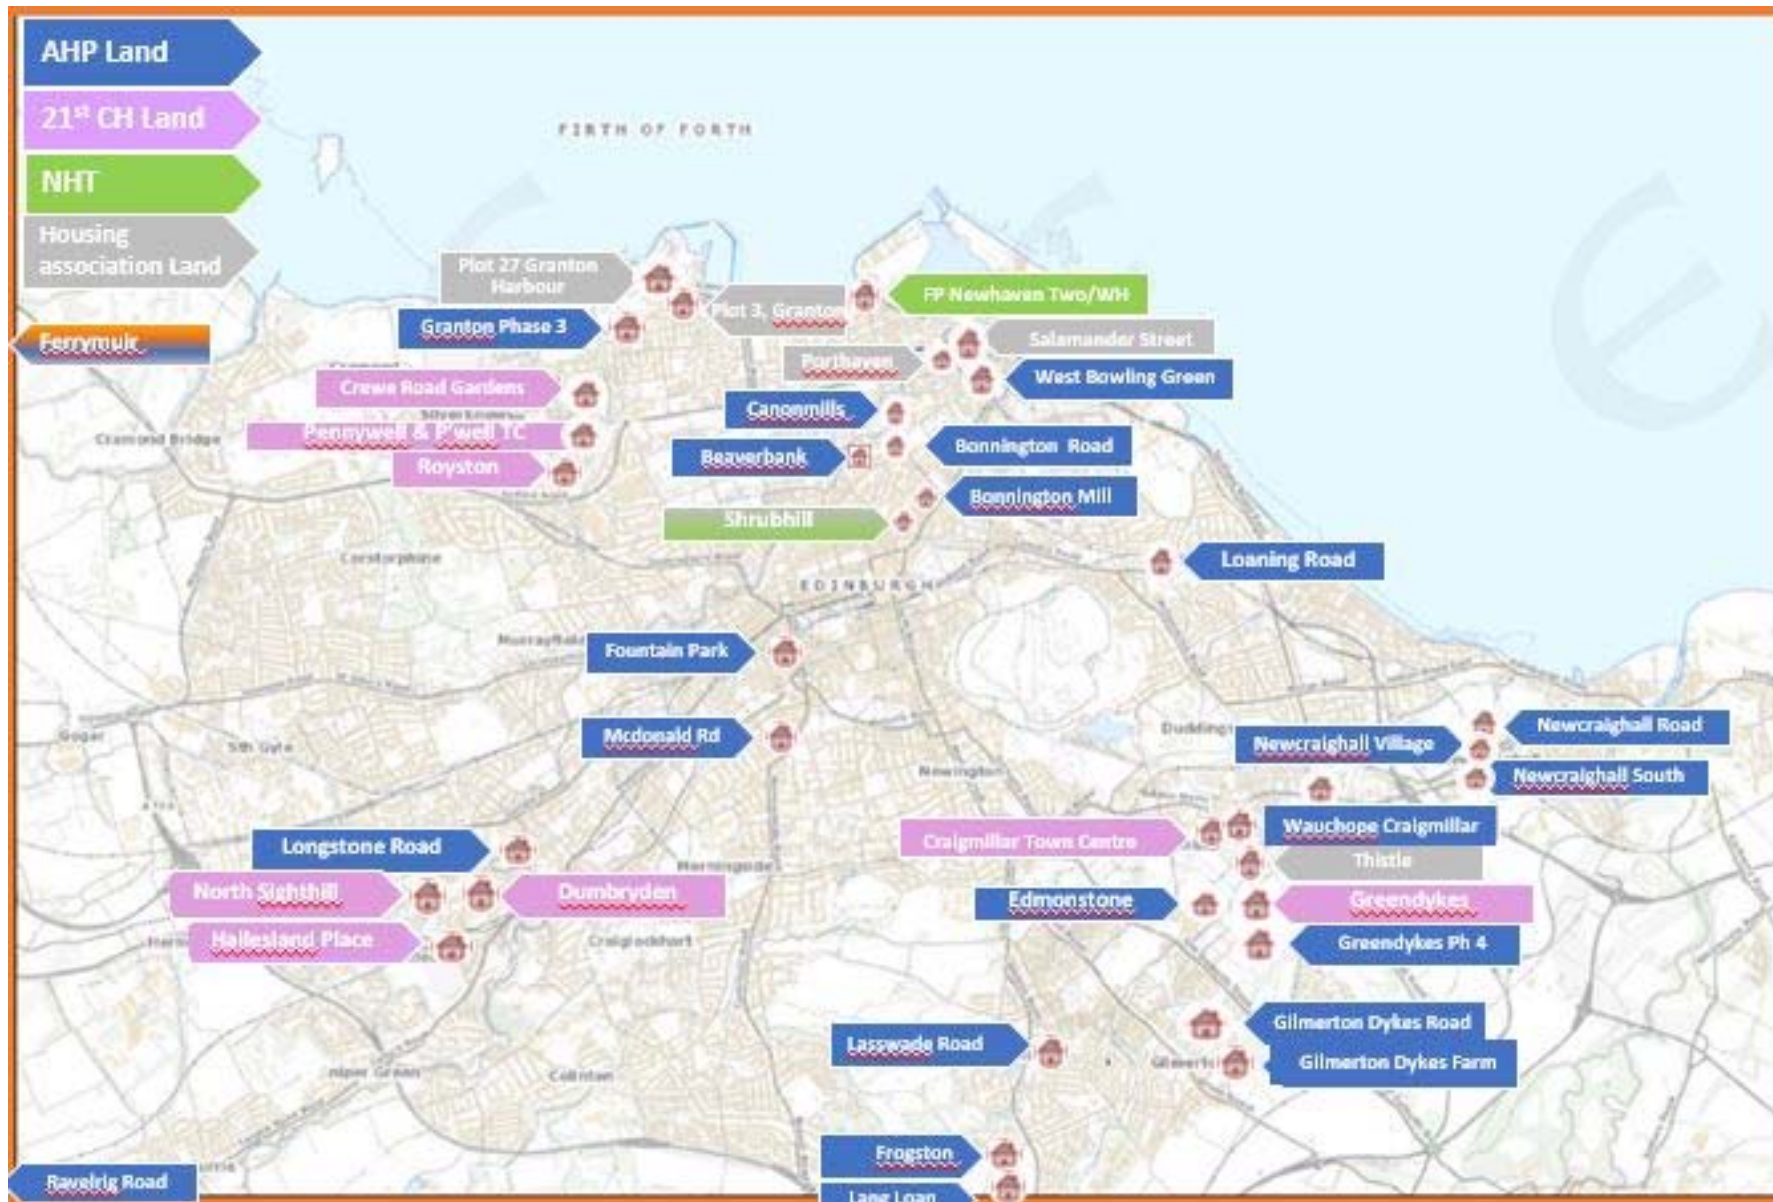 AHP Land
21st CH Land
NHT
Housing
association Land
FIRTH OF FORTH
Plot 27 Granton
Harbour
FP Newhaven Two/WH
Plot 3, Granton
Granton Phase 3
Ferrymuir
Salamander Street
Porthaven
Crewe Road Gardens
West Bowling Green
Canonmills
Cramond Bridge
Pennywell & P'well TC
Bonnington Road
Beaverbank
Royston
Bonnington Mill
Shrubhill
Corstorphine
Loaning Road
EDINBURGH
Murrayfield
Fountain Park
Gogar
Sth Gyle
Mcdonald Rd
Newcraighall Road
Newcraighall Village
Newington
Newcraighall South
Wauchope Craigmillar
Craigmillar Town Centre
Longstone Road
Morningside
Thistle
North Sighthill
Dumbryden
Edmonstone
Greendykes
Hailesland Place
Craiglockhart
Greendykes Ph 4
Gilmerton Dykes Road
Lasswade Road
Gilmerton Dykes Farm
Colinton
Frogston
Ravelrig Road
Lang Loan